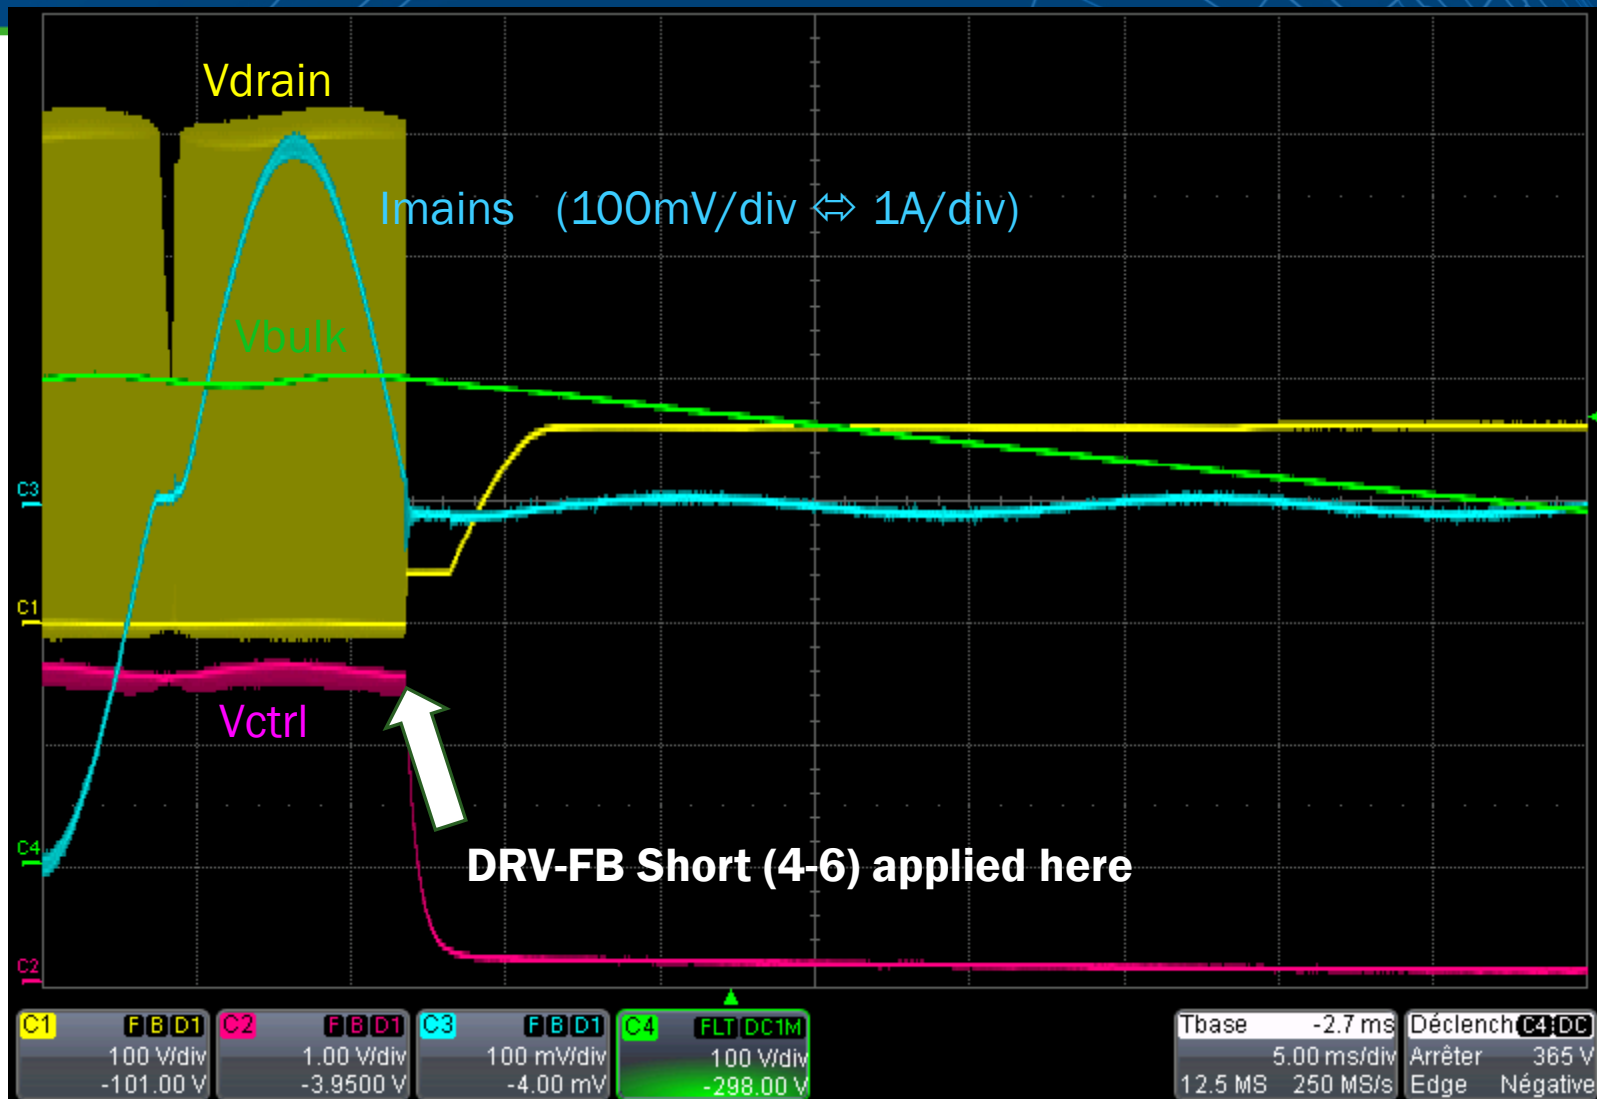 Vdrain
Imains (100mV/div ⇔ 1A/div)
Vbulk
C3
C1
Vctrl
C4
DRV-FB Short (4-6) applied here
C2
C1 F B D1
100 V/div
-101.00 V
C2 F B D1
1.00 V/div
-3.9500 V
C3 F B D1
100 mV/div
-4.00 mV
C4 FLT DC1M
100 V/div
-298.00 V
Tbase -2.7 ms
5.00 ms/div
12.5 MS 250 MS/s
Déclench C4 DC
Arrêter 365 V
Edge Négative